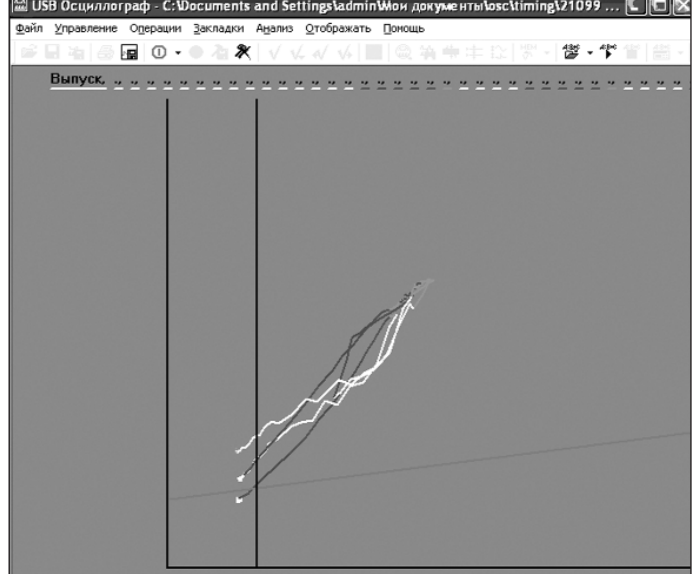 USB Осциллограф - C:\Documents and Settings\admin\Мои документы\osc\timing\21099 ...
Файл Управление Операции Закладки Анализ Отображать Помощь
Выпуск,